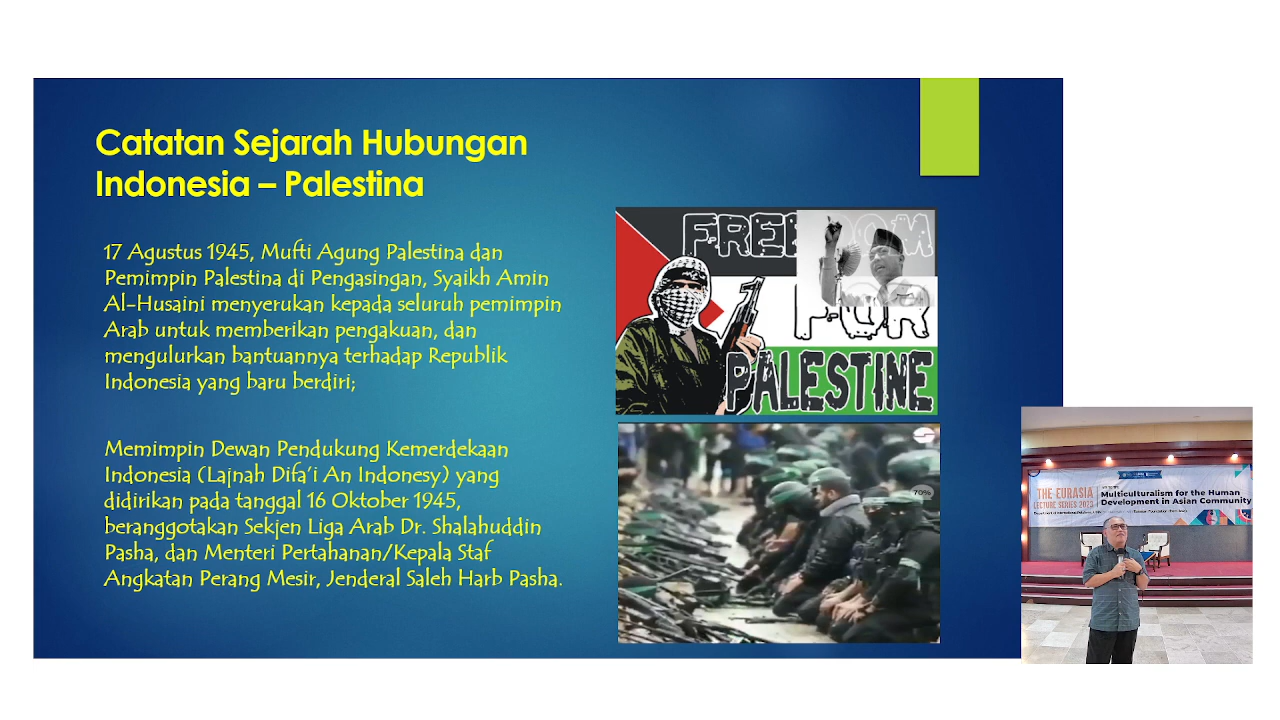 Catatan Sejarah Hubungan
Indonesia – Palestina
17 Agustus 1945, Mufti Agung Palestina dan
Pemimpin Palestina di Pengasingan, Syaikh Amin
Al-Husaini menyerukan kepada seluruh pemimpin
Arab untuk memberikan pengakuan, dan
mengulurkan bantuannya terhadap Republik
Indonesia yang baru berdiri;
Memimpin Dewan Pendukung Kemerdekaan
Indonesia (Lajnah Difa'i An Indonesy) yang
didirikan pada tanggal 16 Oktober 1945,
beranggotakan Sekjen Liga Arab Dr. Shalahuddin
Pasha, dan Menteri Pertahanan/Kepala Staf
Angkatan Perang Mesir, Jenderal Saleh Harb Pasha.
FREEDOM
FOR
PALESTINE
70%
THE EURASIA
LECTURE SERIES 2023
Multiculturalism for the Human
Development in Asian Community